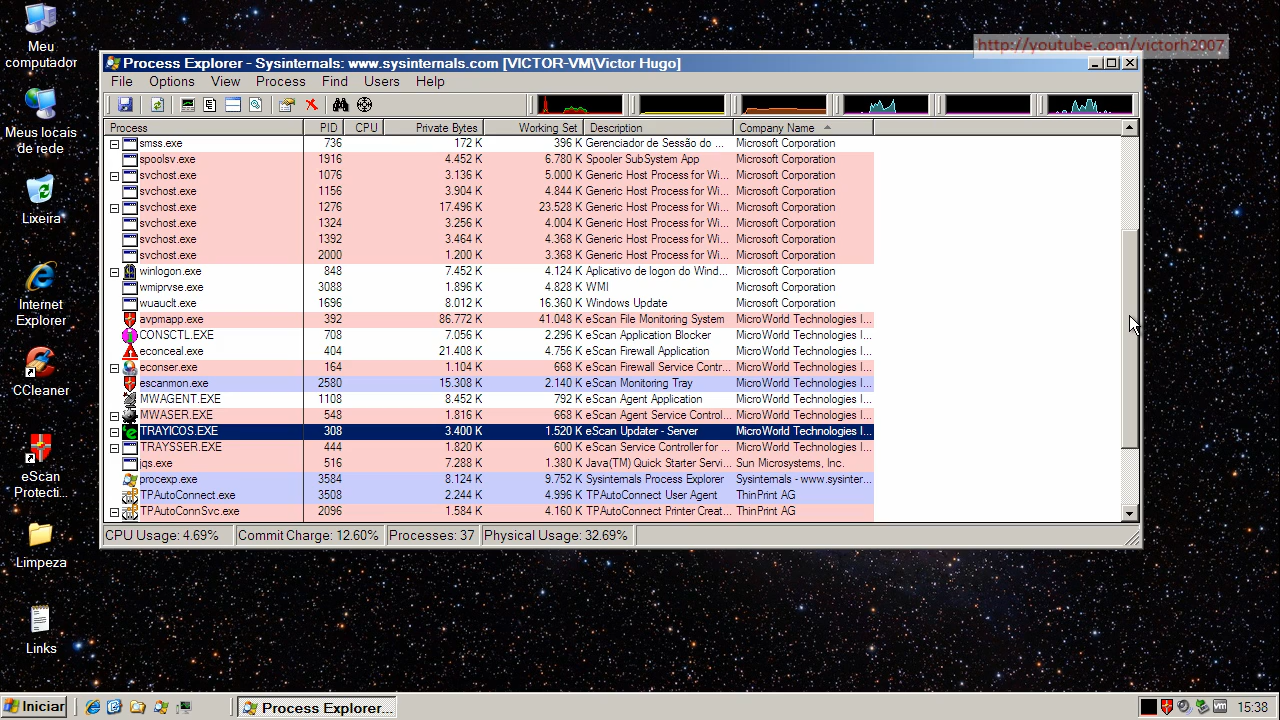 http://youtube.com/victorh2007
Meu computador
Meus locais de rede
Lixeira
Internet Explorer
CCleaner
eScan Protecti...
Limpeza
Links
Process Explorer - Sysinternals: www.sysinternals.com [VICTOR-VM\Victor Hugo]
File Options View Process Find Users Help
Process PID CPU Private Bytes Working Set Description Company Name
smss.exe 736 172 K 396 K Gerenciador de Sessão do ... Microsoft Corporation
spoolsv.exe 1916 4.452 K 6.780 K Spooler SubSystem App Microsoft Corporation
svchost.exe 1076 3.136 K 5.000 K Generic Host Process for Wi... Microsoft Corporation
svchost.exe 1156 3.904 K 4.844 K Generic Host Process for Wi... Microsoft Corporation
svchost.exe 1276 17.496 K 23.528 K Generic Host Process for Wi... Microsoft Corporation
svchost.exe 1324 3.256 K 4.004 K Generic Host Process for Wi... Microsoft Corporation
svchost.exe 1392 3.464 K 4.368 K Generic Host Process for Wi... Microsoft Corporation
svchost.exe 2000 1.200 K 3.368 K Generic Host Process for Wi... Microsoft Corporation
winlogon.exe 848 7.452 K 4.124 K Aplicativo de logon do Wind... Microsoft Corporation
wmiprvse.exe 3088 1.896 K 4.828 K WMI Microsoft Corporation
wuauclt.exe 1696 8.012 K 16.360 K Windows Update Microsoft Corporation
avpmapp.exe 392 86.772 K 41.048 K eScan File Monitoring System MicroWorld Technologies I...
CONSCTL.EXE 708 7.056 K 2.296 K eScan Application Blocker MicroWorld Technologies I...
econceal.exe 404 21.408 K 4.756 K eScan Firewall Application MicroWorld Technologies I...
econser.exe 164 1.104 K 668 K eScan Firewall Service Contr... MicroWorld Technologies I...
escanmon.exe 2580 15.308 K 2.140 K eScan Monitoring Tray MicroWorld Technologies I...
MWAGENT.EXE 1108 8.452 K 792 K eScan Agent Application MicroWorld Technologies I...
MWASER.EXE 548 1.816 K 668 K eScan Agent Service Control... MicroWorld Technologies I...
TRAYICOS.EXE 308 3.400 K 1.520 K eScan Updater - Server MicroWorld Technologies I...
TRAYSSER.EXE 444 1.820 K 600 K eScan Service Controller for ... MicroWorld Technologies I...
jqs.exe 516 7.288 K 1.380 K Java(TM) Quick Starter Servi... Sun Microsystems, Inc.
procexp.exe 3584 8.124 K 9.752 K Sysinternals Process Explorer Sysinternals - www.sysinter...
TPAutoConnect.exe 3508 2.244 K 4.996 K TPAutoConnect User Agent ThinPrint AG
TPAutoConnSvc.exe 2096 1.584 K 4.160 K TPAutoConnect Printer Creat... ThinPrint AG
CPU Usage: 4.69% Commit Charge: 12.60% Processes: 37 Physical Usage: 32.69%
Iniciar Process Explorer... vm 15:38